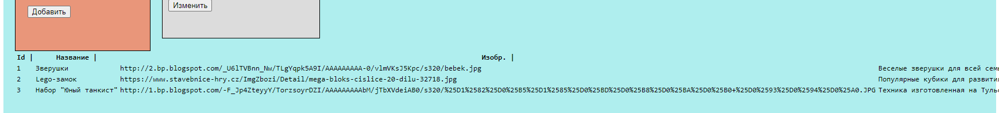 Добавить
Изменить
Id | Название | Изобр. |
1 Зверушки http://2.bp.blogspot.com/_U6lTVBnn_Nw/TLgYqpk5A9I/AAAAAAAAA-0/vlmVKsJ5Kpc/s320/bebek.jpg Веселые зверушки для всей семь
2 Lego-замок https://www.stavebnice-hry.cz/ImgZbozi/Detail/mega-bloks-cislice-20-dilu-32718.jpg Популярные кубики для развития
3 Набор "Юный танкист" http://1.bp.blogspot.com/-F_Jp4ZteyyY/TorzsoyrDZI/AAAAAAAAAbM/jTbXVdeiAB0/s320/%25D1%2582%25D0%25B5%25D1%2585%25D0%25BD%25D0%25B8%25D0%25BA%25D0%25B0+%25D0%2593%25D0%2594%25D0%25A0.JPG Техника изготовленная на Тульс